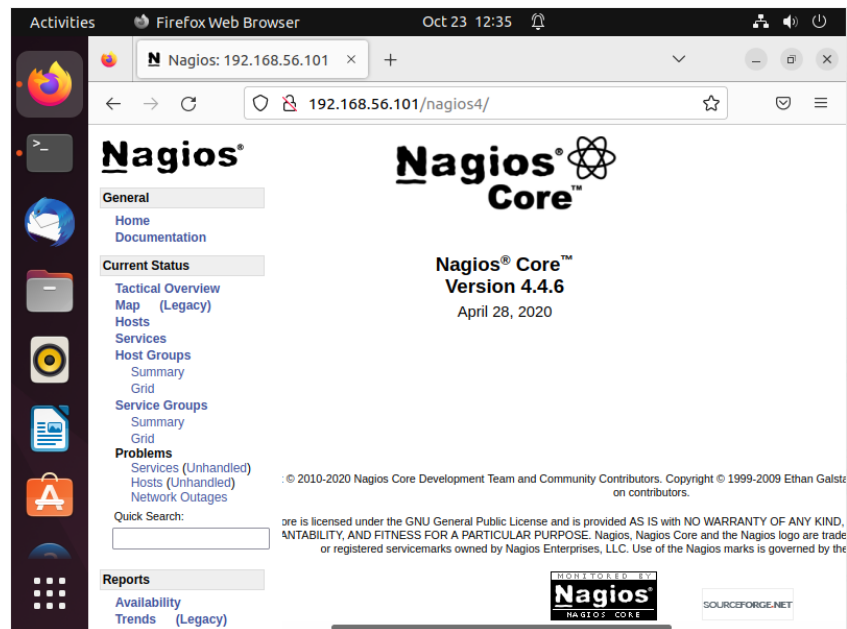 Activities
Firefox Web Browser
Oct 23 12:35
Nagios: 192.168.56.101
192.168.56.101/nagios4/
Nagios®
General
Home
Documentation
Current Status
Tactical Overview
Map (Legacy)
Hosts
Services
Host Groups
Summary
Grid
Service Groups
Summary
Grid
Problems
Services (Unhandled)
Hosts (Unhandled)
Network Outages
Quick Search:
Reports
Availability
Trends (Legacy)
Nagios®
Core™
Nagios® Core™
Version 4.4.6
April 28, 2020
© 2010-2020 Nagios Core Development Team and Community Contributors. Copyright © 1999-2009 Ethan Galsta
on contributors.
ore is licensed under the GNU General Public License and is provided AS IS with NO WARRANTY OF ANY KIND,
ANTABILITY, AND FITNESS FOR A PARTICULAR PURPOSE. Nagios, Nagios Core and the Nagios logo are trade
or registered servicemarks owned by Nagios Enterprises, LLC. Use of the Nagios marks is governed by the
MONITORED BY
Nagios®
NAGIOS CORE
SOURCEFORGE.NET